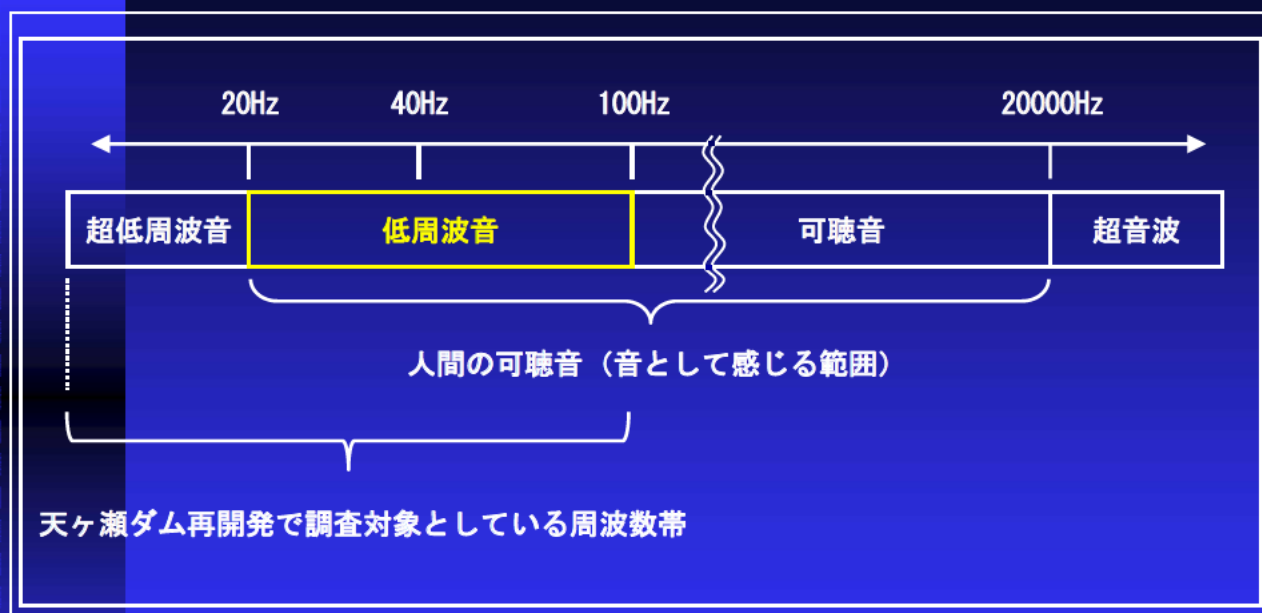 20Hz 40Hz 100Hz 20000Hz
超低周波音 低周波音 可聴音 超音波
人間の可聴音（音として感じる範囲）
天ヶ瀬ダム再開発で調査対象としている周波数帯